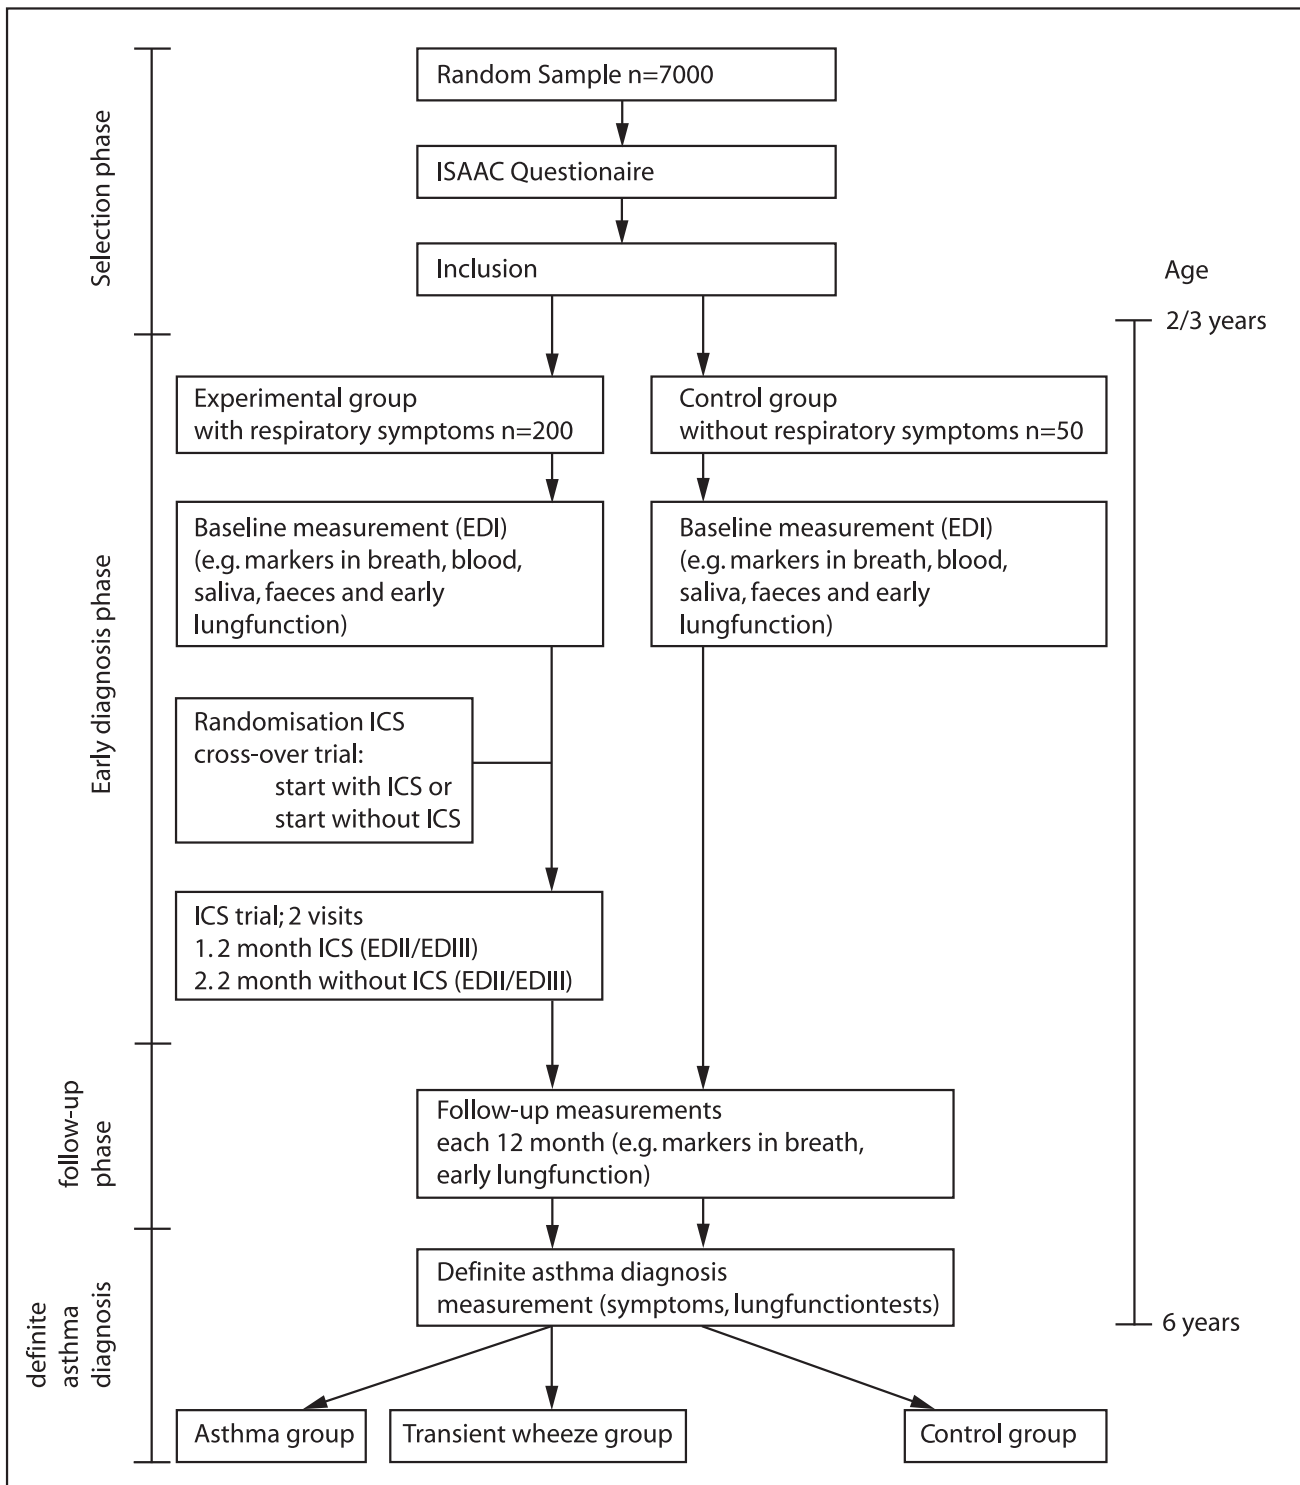 Selection phase
Random Sample n=7000
ISAAC Questionaire
Inclusion
Age
2/3 years
Early diagnosis phase
Experimental group
with respiratory symptoms n=200
Control group
without respiratory symptoms n=50
Baseline measurement (EDI)
(e.g. markers in breath, blood,
saliva, faeces and early
lungfunction)
Baseline measurement (EDI)
(e.g. markers in breath, blood,
saliva, faeces and early
lungfunction)
Randomisation ICS
cross-over trial:
start with ICS or
start without ICS
ICS trial; 2 visits
1. 2 month ICS (EDII/EDIII)
2. 2 month without ICS (EDII/EDIII)
follow-up
phase
Follow-up measurements
each 12 month (e.g. markers in breath,
early lungfunction)
definite
asthma
diagnosis
Definite asthma diagnosis
measurement (symptoms, lungfunctiontests)
6 years
Asthma group
Transient wheeze group
Control group